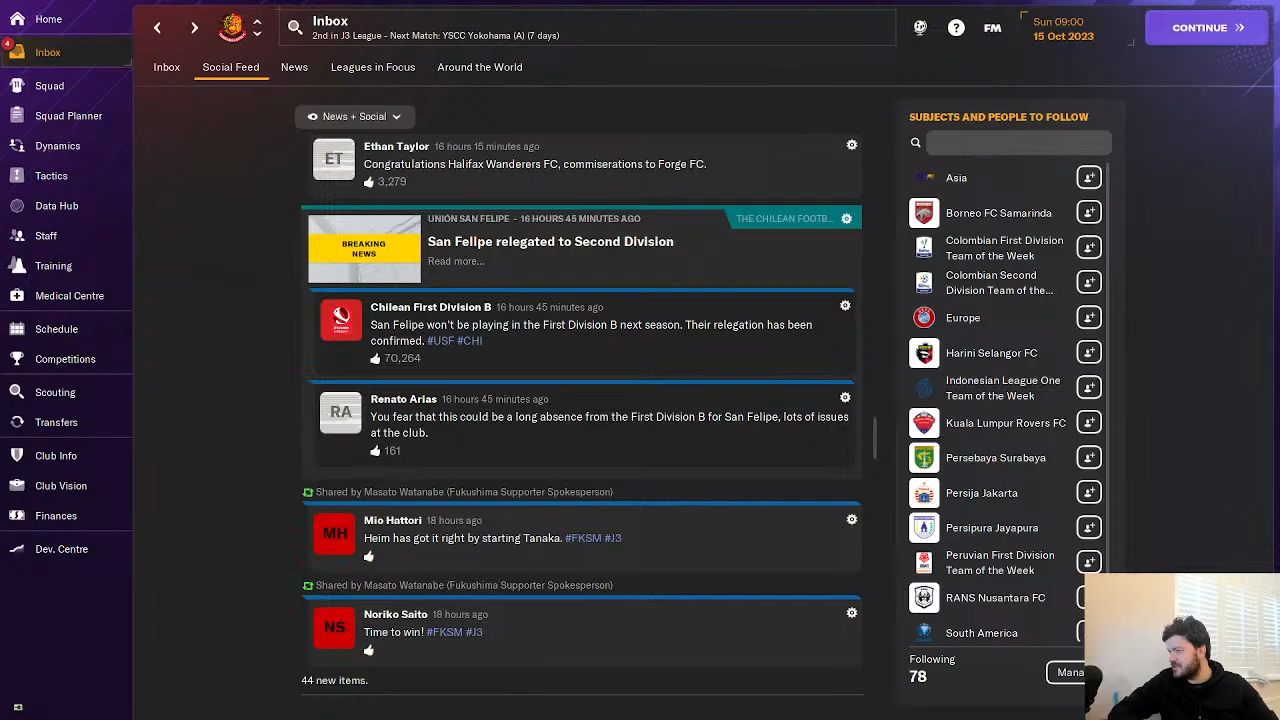 Home
4
Inbox
Squad
Squad Planner
Dynamics
Tactics
Data Hub
Staff
Training
Medical Centre
Schedule
Competitions
Scouting
Transfers
Club Info
Club Vision
Finances
Dev. Centre
Inbox
2nd in J3 League - Next Match: YSCC Yokohama (A) (7 days)
FM
Sun 09:00
15 Oct 2023
CONTINUE
Inbox
Social Feed
News
Leagues in Focus
Around the World
News + Social
ET
Ethan Taylor 16 hours 15 minutes ago
Congratulations Halifax Wanderers FC, commiserations to Forge FC.
3,279
BREAKING
NEWS
UNIÓN SAN FELIPE - 16 HOURS 45 MINUTES AGO
THE CHILEAN FOOTB...
San Felipe relegated to Second Division
Read more...
Chilean First Division B 16 hours 45 minutes ago
San Felipe won't be playing in the First Division B next season. Their relegation has been
confirmed. #USF #CHI
70,264
RA
Renato Arias 16 hours 45 minutes ago
You fear that this could be a long absence from the First Division B for San Felipe, lots of issues
at the club.
161
Shared by Masato Watanabe (Fukushima Supporter Spokesperson)
MH
Mio Hattori 18 hours ago
Hein has got it right by starting Tanaka. #FKSM #J3
Shared by Masato Watanabe (Fukushima Supporter Spokesperson)
NS
Noriko Saito 18 hours ago
Time to win! #FKSM #J3
44 new items.
SUBJECTS AND PEOPLE TO FOLLOW
Asia
Borneo FC Samarinda
Colombian First Division
Team of the Week
Colombian Second
Division Team of the...
Europe
Harini Selangor FC
Indonesian League One
Team of the Week
Kuala Lumpur Rovers FC
Persebaya Surabaya
Persija Jakarta
Persipura Jayapura
Peruvian First Division
Team of the Week
RANS Nusantara FC
South America
Following
78
Mana